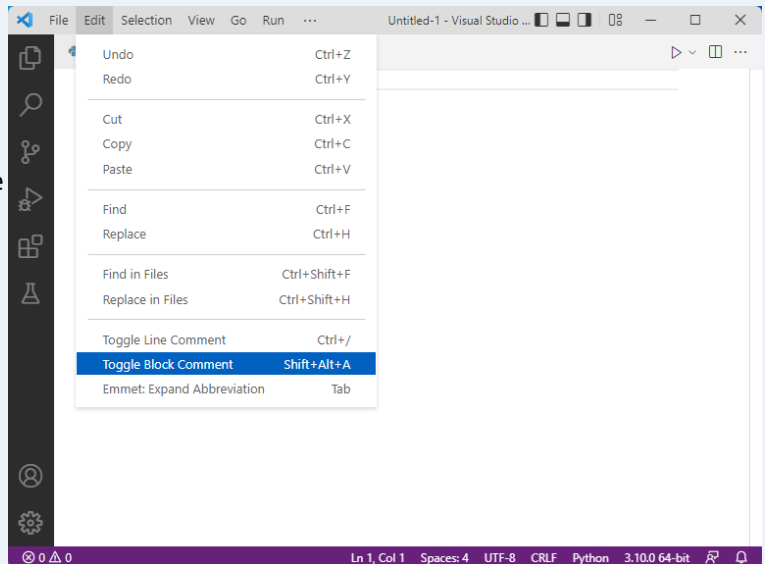 File Edit Selection View Go Run ··· Untitled-1 - Visual Studio ...
Undo Ctrl+Z
Redo Ctrl+Y
Cut Ctrl+X
Copy Ctrl+C
Paste Ctrl+V
Find Ctrl+F
Replace Ctrl+H
Find in Files Ctrl+Shift+F
Replace in Files Ctrl+Shift+H
Toggle Line Comment Ctrl+/
Toggle Block Comment Shift+Alt+A
Emmet: Expand Abbreviation Tab
0 0 Ln 1, Col 1 Spaces: 4 UTF-8 CRLF Python 3.10.0 64-bit